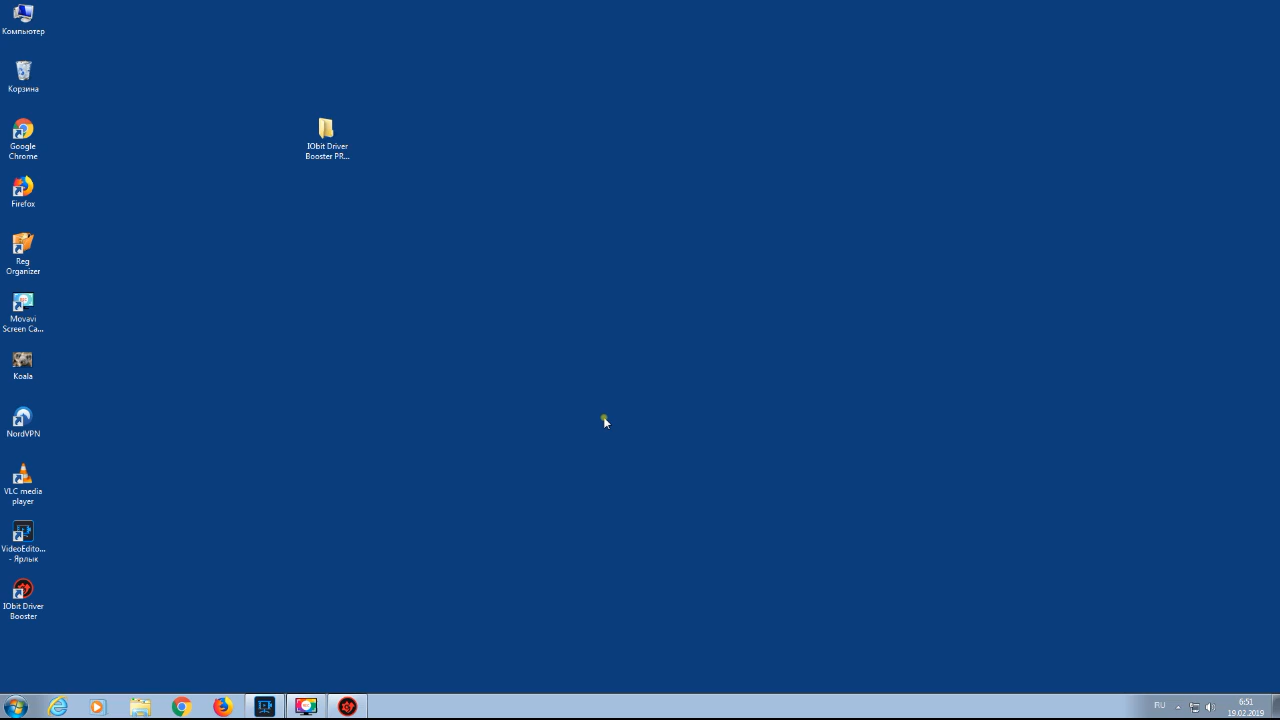 Компьютер
Корзина
Google
Chrome
Firefox
Reg
Organizer
Movavi
Screen Ca...
Koala
NordVPN
VLC media
player
VideoEdito...
- Ярлык
IObit Driver
Booster
IObit Driver
Booster PR...
RU
6:51
19.02.2019